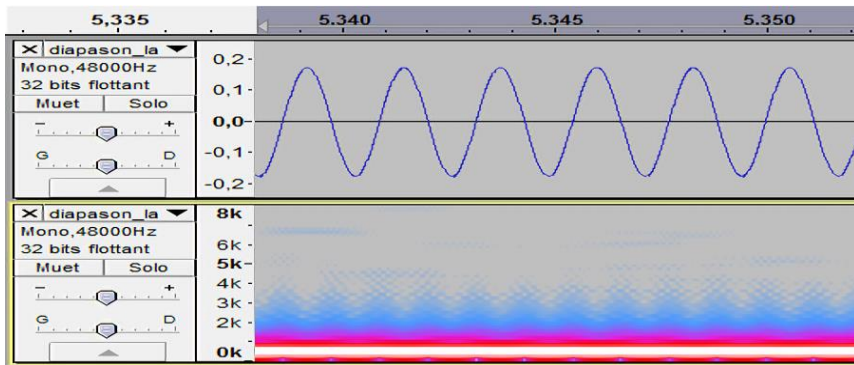 5,335 5.340 5.345 5.350
X diapason_la
Mono,48000Hz
32 bits flottant
Muet Solo
- +
G D
0,2-
0,1-
0,0-
-0,1-
-0,2-
X diapason_la
Mono,48000Hz
32 bits flottant
Muet Solo
- +
G D
8k
6k -
5k-
4k -
3k -
2k -
0k